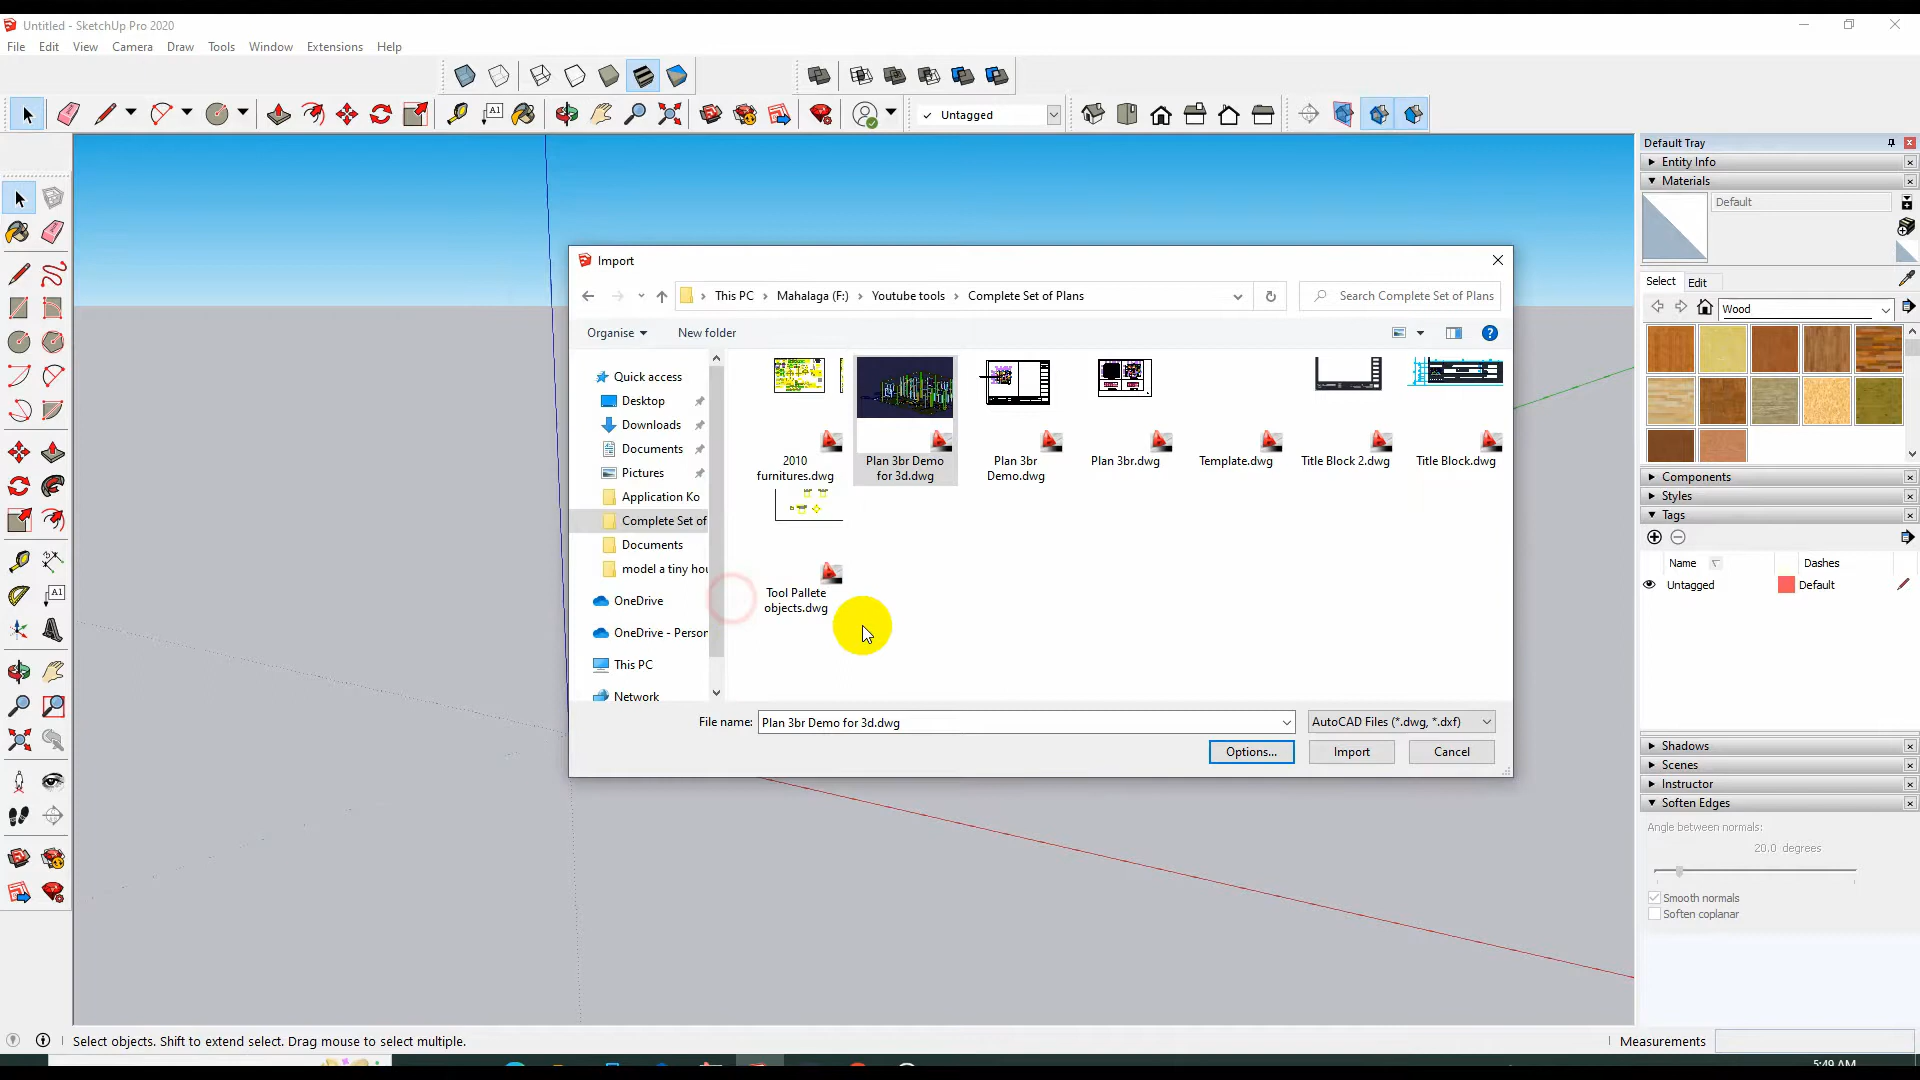 Untitled - SketchUp Pro 2020
File Edit View Camera Draw Tools Window Extensions Help
Untagged
Default Tray
Entity Info
Materials
Default
Select Edit
Wood
Components
Styles
Tags
Name Dashes
Untagged Default
Shadows
Scenes
Instructor
Soften Edges
Angle between normals:
20.0 degrees
Smooth normals
Soften coplanar
Import
This PC Mahalaga (F:) Youtube tools Complete Set of Plans
Search Complete Set of Plans
Organise New folder
Quick access
Desktop
Downloads
Documents
Pictures
Application Ko
Complete Set of
Documents
model a tiny hou
OneDrive
OneDrive - Person
This PC
Network
2010
furnitures.dwg
Plan 3br Demo
for 3d.dwg
Plan 3br
Demo.dwg
Plan 3br.dwg
Template.dwg
Title Block 2.dwg
Title Block.dwg
Tool Pallete
objects.dwg
File name: Plan 3br Demo for 3d.dwg
AutoCAD Files (*.dwg, *.dxf)
Options... Import Cancel
A1
A1
Select objects. Shift to extend select. Drag mouse to select multiple.
Measurements
5:49 AM